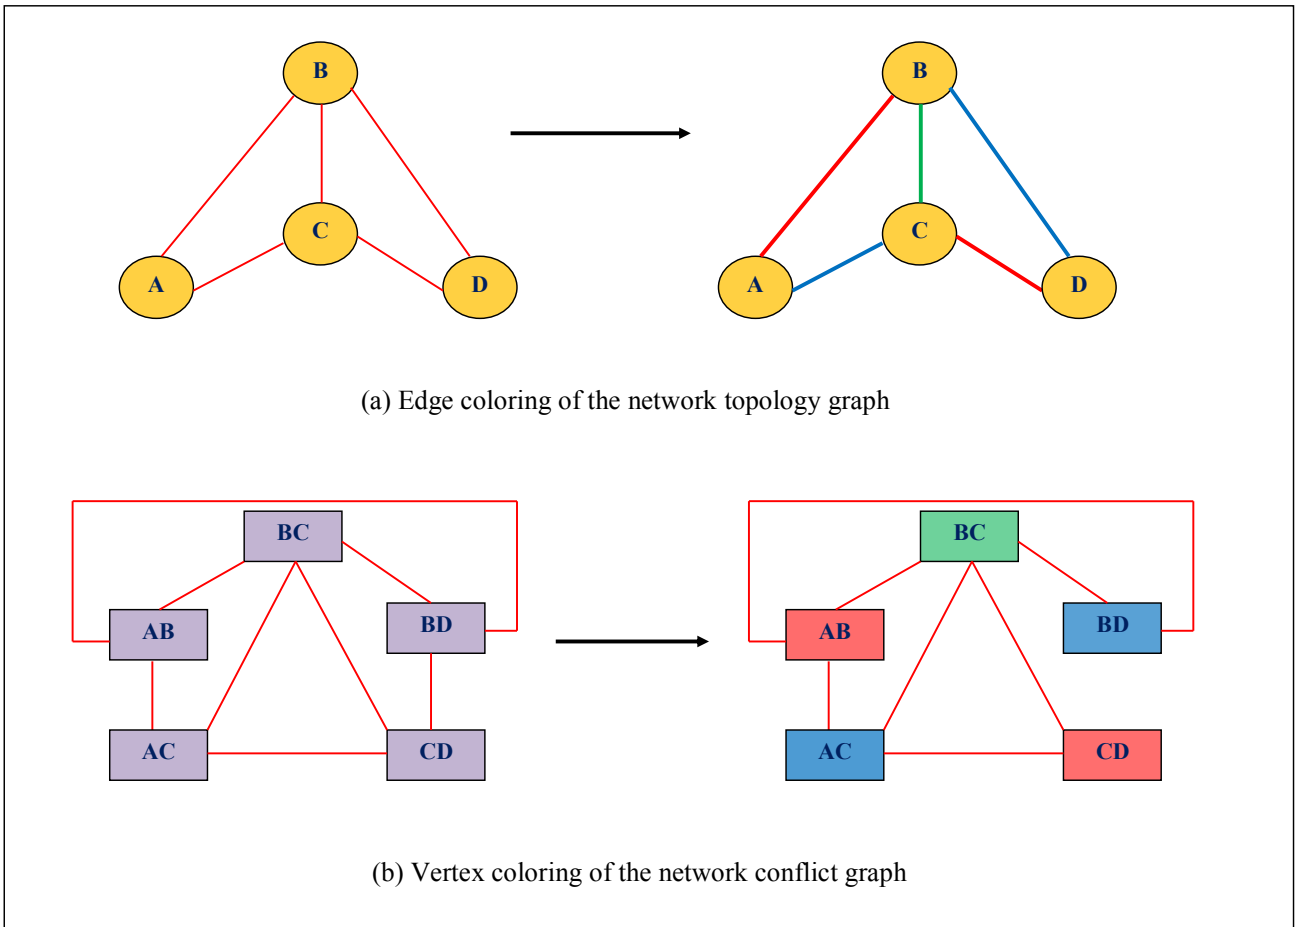 B
B
C
C
A
D
A
D
(a) Edge coloring of the network topology graph
BC
BC
AB
BD
AB
BD
AC
CD
AC
CD
(b) Vertex coloring of the network conflict graph